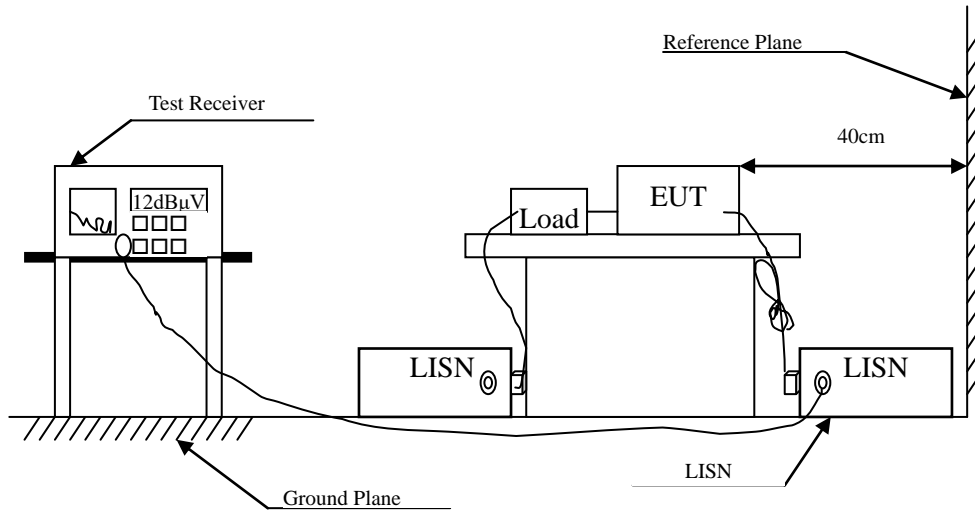 Reference Plane
Test Receiver
40cm
12dBµV
Load
EUT
LISN
LISN
LISN
Ground Plane